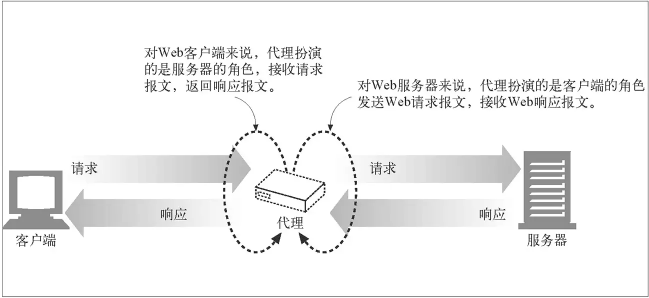 对Web客户端来说，代理扮演
的是服务器的角色，接收请求
报文，返回响应报文。
对Web服务器来说，代理扮演的是客户端的角色
发送Web请求报文，接收Web响应报文。
请求
请求
响应
响应
代理
客户端
服务器